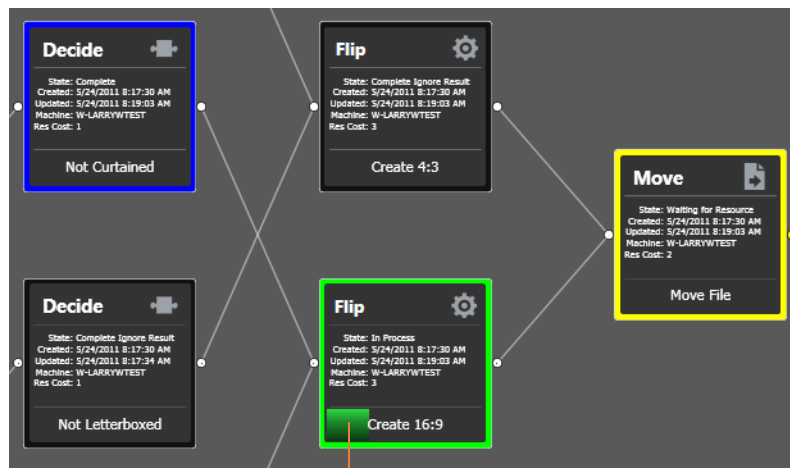 Decide
State: Complete
Created: 5/24/2011 8:17:30 AM
Updated: 5/24/2011 8:19:03 AM
Machine: W-LARRYWTEST
Res Cost: 1
Not Curtained
Flip
State: Complete Ignore Result
Created: 5/24/2011 8:17:30 AM
Updated: 5/24/2011 8:19:03 AM
Machine: W-LARRYWTEST
Res Cost: 3
Create 4:3
Move
State: Waiting for Resource
Created: 5/24/2011 8:17:30 AM
Updated: 5/24/2011 8:19:03 AM
Machine: W-LARRYWTEST
Res Cost: 2
Move File
Decide
State: Complete Ignore Result
Created: 5/24/2011 8:17:30 AM
Updated: 5/24/2011 8:17:34 AM
Machine: W-LARRYWTEST
Res Cost: 1
Not Letterboxed
Flip
State: In Process
Created: 5/24/2011 8:17:30 AM
Updated: 5/24/2011 8:19:03 AM
Machine: W-LARRYWTEST
Res Cost: 3
Create 16:9